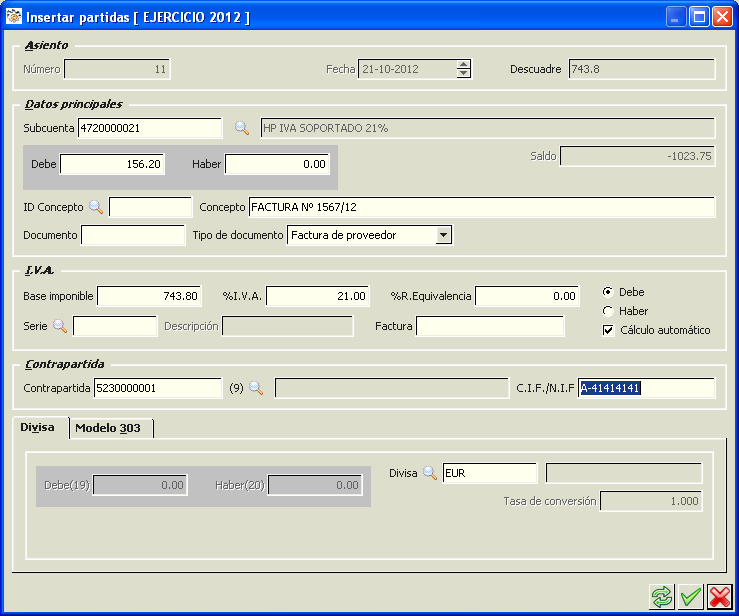 Insertar partidas [ EJERCICIO 2012 ]
Asiento
Número 11 Fecha 21-10-2012 Descuadre 743.8
Datos principales
Subcuenta 4720000021 HP IVA SOPORTADO 21%
Debe 156.20 Haber 0.00 Saldo -1023.75
ID Concepto Concepto FACTURA Nº 1567/12
Documento Tipo de documento Factura de proveedor
I.V.A.
Base imponible 743.80 %I.V.A. 21.00 %R.Equivalencia 0.00 Debe
Haber
Serie Descripción Factura Cálculo automático
Contrapartida
Contrapartida 5230000001 (9) C.I.F./N.I.F A-41414141
Divisa Modelo 303
Debe(19) 0.00 Haber(20) 0.00 Divisa EUR
Tasa de conversión 1.000